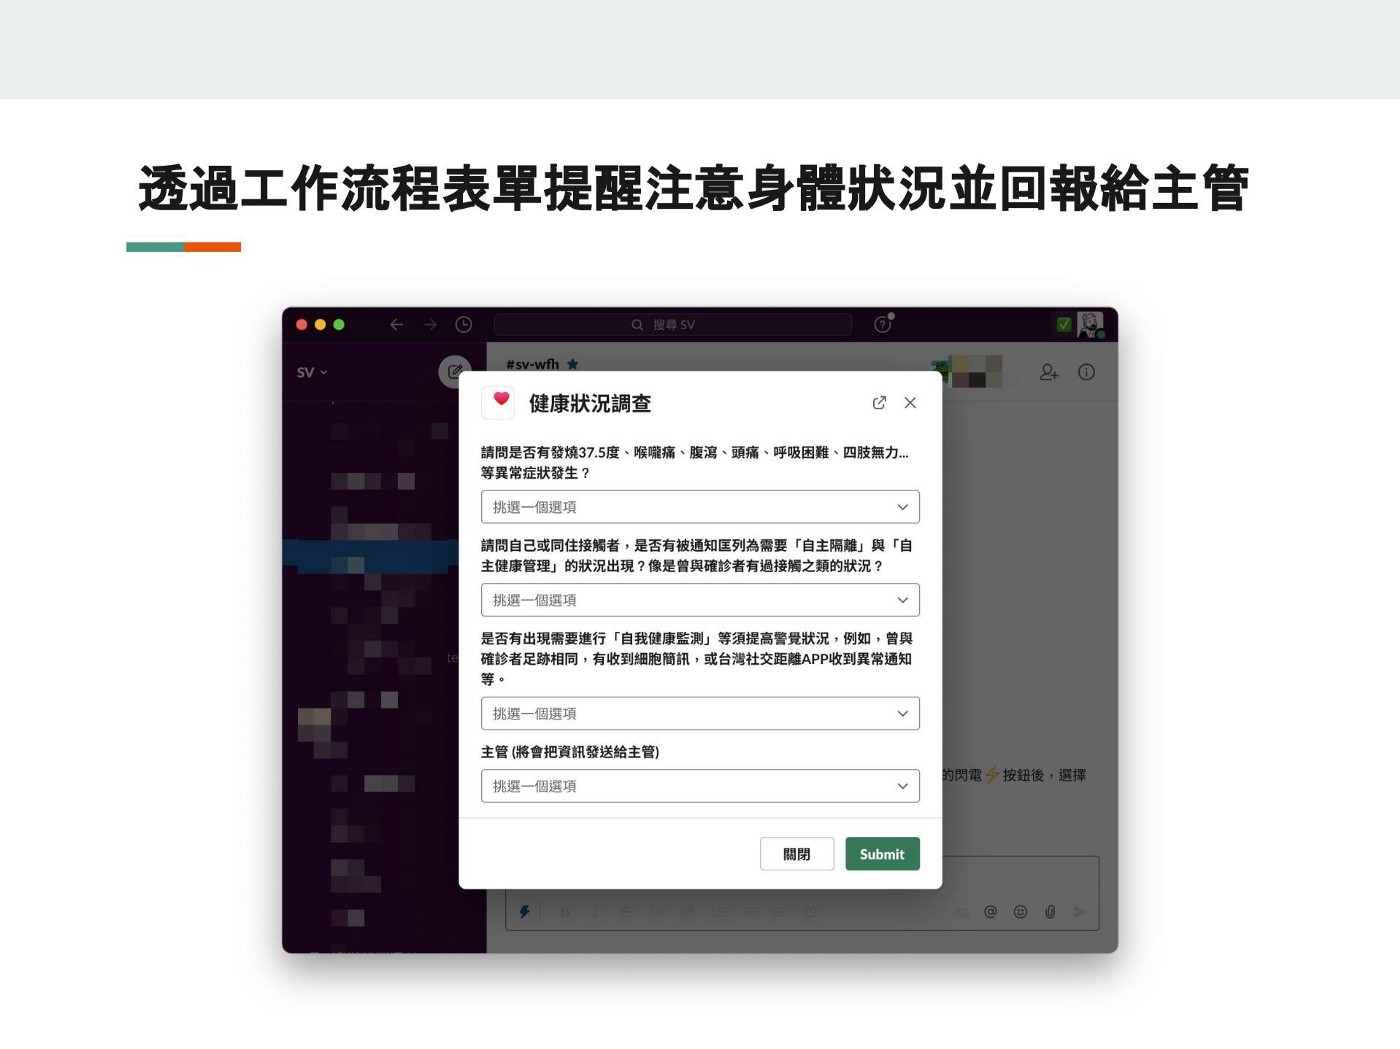 透過工作流程表單提醒注意身體狀況並回報給主管
搜尋 SV
SV
#sv-wfh
健康狀況調查
請問是否有發燒37.5度、喉嚨痛、腹瀉、頭痛、呼吸困難、四肢無力...
等異常症狀發生？
挑選一個選項
請問自己或同住接觸者，是否有被通知匡列為需要「自主隔離」與「自
主健康管理」的狀況出現？像是曾與確診者有過接觸之類的狀況？
挑選一個選項
是否有出現需要進行「自我健康監測」等須提高警覺狀況，例如，曾與
確診者足跡相同，有收到細胞簡訊，或台灣社交距離APP收到異常通知
等。
挑選一個選項
主管 (將會把資訊發送給主管)
挑選一個選項
的閃電⚡按鈕後，選擇
關閉
Submit